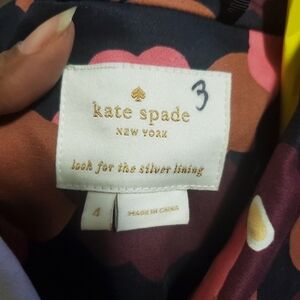 kate spade 3
NEW YORK
look for the silver lining
4 MADE IN CHINA